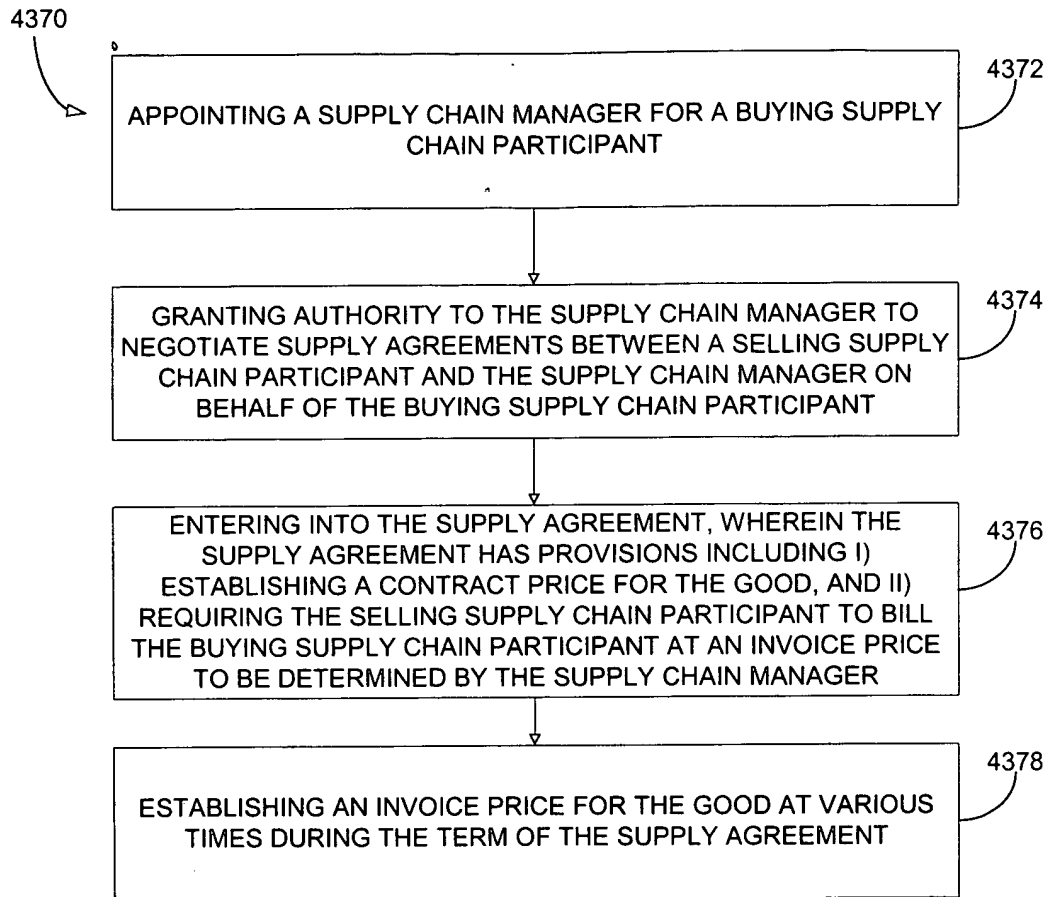 4370
4372
APPOINTING A SUPPLY CHAIN MANAGER FOR A BUYING SUPPLY
CHAIN PARTICIPANT
4374
GRANTING AUTHORITY TO THE SUPPLY CHAIN MANAGER TO
NEGOTIATE SUPPLY AGREEMENTS BETWEEN A SELLING SUPPLY
CHAIN PARTICIPANT AND THE SUPPLY CHAIN MANAGER ON
BEHALF OF THE BUYING SUPPLY CHAIN PARTICIPANT
4376
ENTERING INTO THE SUPPLY AGREEMENT, WHEREIN THE
SUPPLY AGREEMENT HAS PROVISIONS INCLUDING I)
ESTABLISHING A CONTRACT PRICE FOR THE GOOD, AND II)
REQUIRING THE SELLING SUPPLY CHAIN PARTICIPANT TO BILL
THE BUYING SUPPLY CHAIN PARTICIPANT AT AN INVOICE PRICE
TO BE DETERMINED BY THE SUPPLY CHAIN MANAGER
4378
ESTABLISHING AN INVOICE PRICE FOR THE GOOD AT VARIOUS
TIMES DURING THE TERM OF THE SUPPLY AGREEMENT